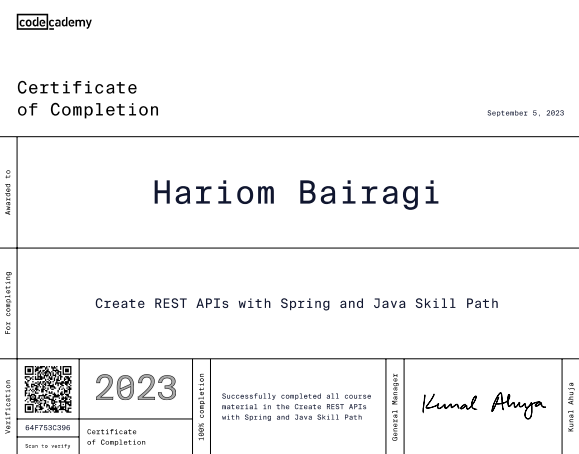 codecademy
Certificate
of Completion
September 5, 2023
Awarded to
Hariom Bairagi
For completing
Create REST APIs with Spring and Java Skill Path
Verification
64F753C396
Scan to verify
2023
Certificate
of Completion
100% completion
Successfully completed all course
material in the Create REST APIs
with Spring and Java Skill Path
General Manager
Kunal Ahuja
Kunal Ahuja